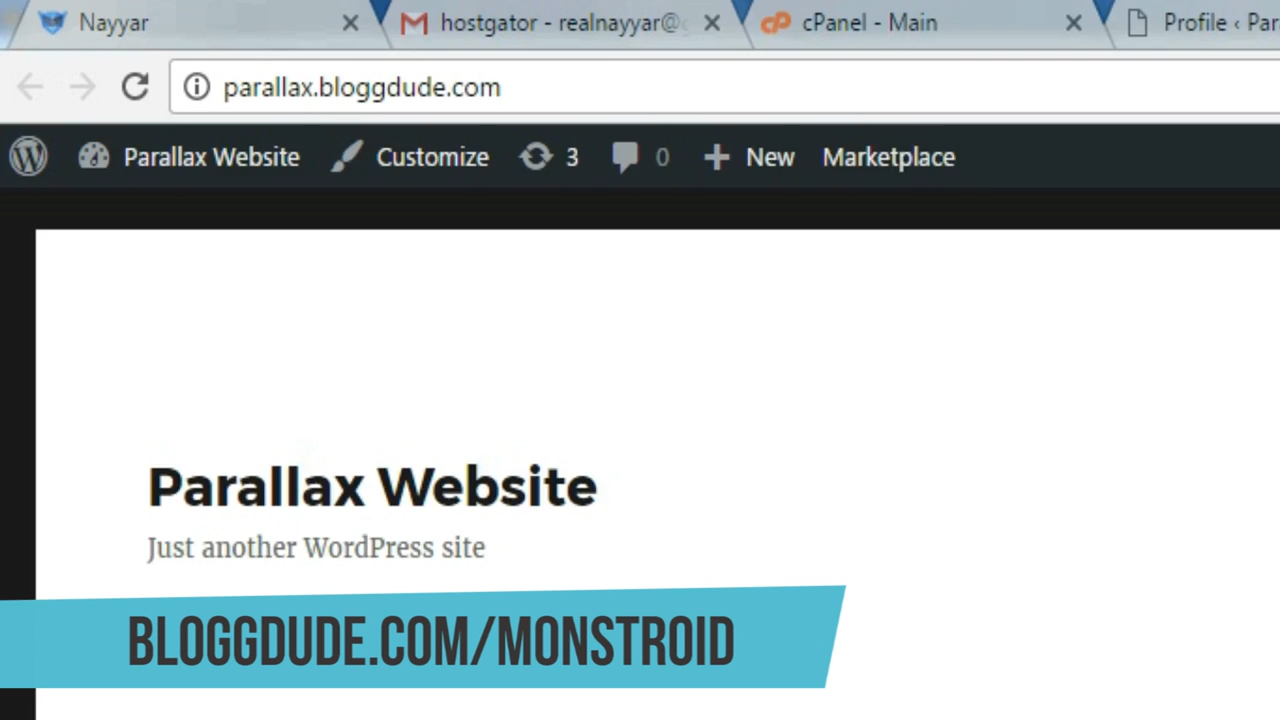 Nayyar
hostgator - realnayyar@
cPanel - Main
Profile ‹ Par
parallax.bloggdude.com
Parallax Website
Customize
3
0
New
Marketplace
Parallax Website
Just another WordPress site
BLOGGDUDE.COM/MONSTROID